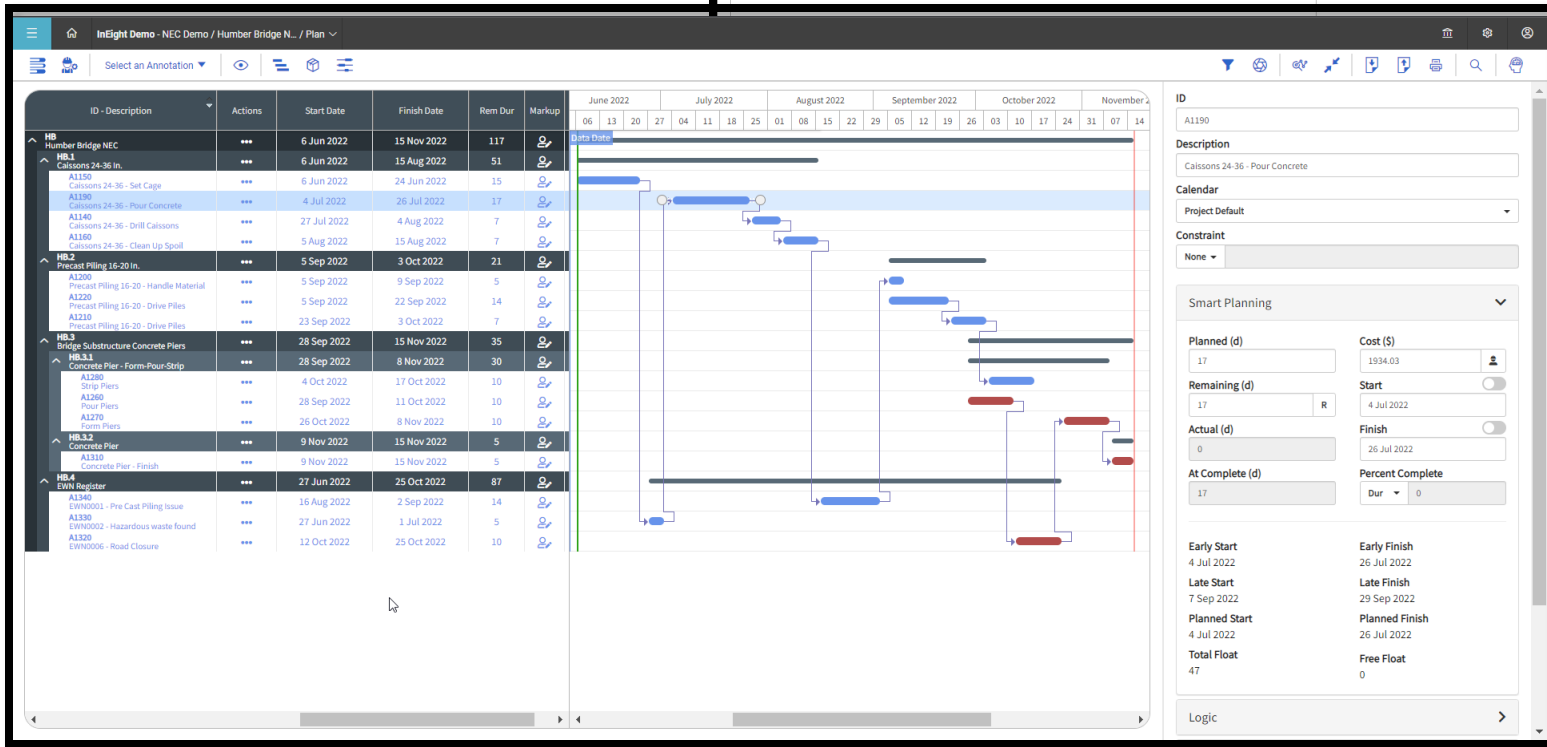 InEight Demo - NEC Demo / Humber Bridge N... / Plan
Select an Annotation
ID - Description Actions Start Date Finish Date Rem Dur Markup
June 2022 July 2022 August 2022 September 2022 October 2022 November 2
06 13 20 27 04 11 18 25 01 08 15 22 29 05 12 19 26 03 10 17 24 31 07 14
Data Date
HB
Humber Bridge NEC ••• 6 Jun 2022 15 Nov 2022 117
HB.1
Caissons 24-36 In. ••• 6 Jun 2022 15 Aug 2022 51
A1150
Caissons 24-36 - Set Cage ••• 6 Jun 2022 24 Jun 2022 15
A1190
Caissons 24-36 - Pour Concrete ••• 4 Jul 2022 26 Jul 2022 17
A1140
Caissons 24-36 - Drill Caissons ••• 27 Jul 2022 4 Aug 2022 7
A1160
Caissons 24-36 - Clean Up Spoil ••• 5 Aug 2022 15 Aug 2022 7
HB.2
Precast Piling 16-20 In. ••• 5 Sep 2022 3 Oct 2022 21
A1200
Precast Piling 16-20 - Handle Material ••• 5 Sep 2022 9 Sep 2022 5
A1220
Precast Piling 16-20 - Drive Piles ••• 5 Sep 2022 22 Sep 2022 14
A1210
Precast Piling 16-20 - Drive Piles ••• 23 Sep 2022 3 Oct 2022 7
HB.3
Bridge Substructure Concrete Piers ••• 28 Sep 2022 15 Nov 2022 35
HB.3.1
Concrete Pier - Form-Pour-Strip ••• 28 Sep 2022 8 Nov 2022 30
A1280
Strip Piers ••• 4 Oct 2022 17 Oct 2022 10
A1260
Pour Piers ••• 28 Sep 2022 11 Oct 2022 10
A1270
Form Piers ••• 26 Oct 2022 8 Nov 2022 10
HB.3.2
Concrete Pier ••• 9 Nov 2022 15 Nov 2022 5
A1310
Concrete Pier - Finish ••• 9 Nov 2022 15 Nov 2022 5
HB.4
EWN Register ••• 27 Jun 2022 25 Oct 2022 87
A1340
EWN0001 - Pre Cast Piling Issue ••• 16 Aug 2022 2 Sep 2022 14
A1330
EWN0002 - Hazardous waste found ••• 27 Jun 2022 1 Jul 2022 5
A1320
EWN0006 - Road Closure ••• 12 Oct 2022 25 Oct 2022 10
ID
A1190
Description
Caissons 24-36 - Pour Concrete
Calendar
Project Default
Constraint
None
Smart Planning
Planned (d) Cost ($)
17 1934.03
Remaining (d) Start
17 R 4 Jul 2022
Actual (d) Finish
0 26 Jul 2022
At Complete (d) Percent Complete
17 Dur 0
Early Start Early Finish
4 Jul 2022 26 Jul 2022
Late Start Late Finish
7 Sep 2022 29 Sep 2022
Planned Start Planned Finish
4 Jul 2022 26 Jul 2022
Total Float Free Float
47 0
Logic